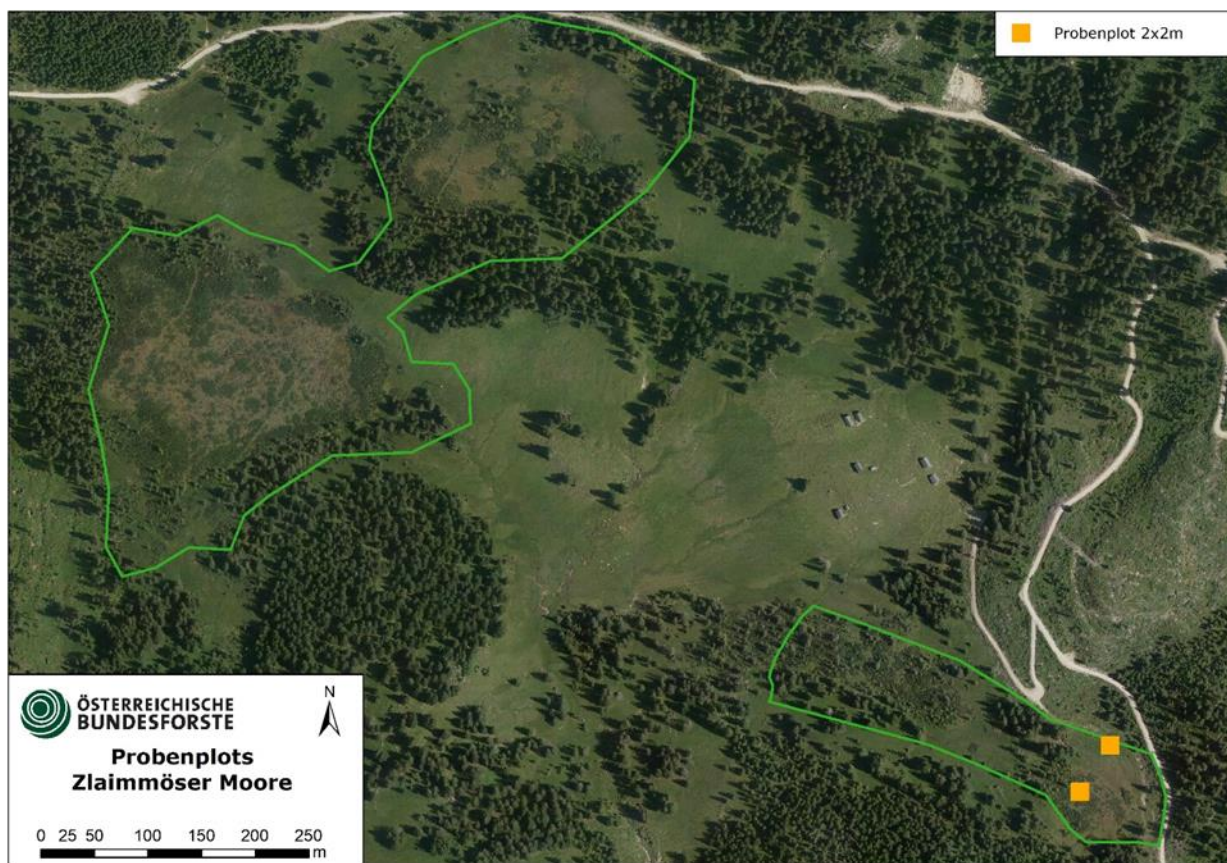 Probenplot 2x2m
ÖSTERREICHISCHE
BUNDESFORSTE
N
Probenplots
Zlaimmöser Moore
0 25 50 100 150 200 250
m